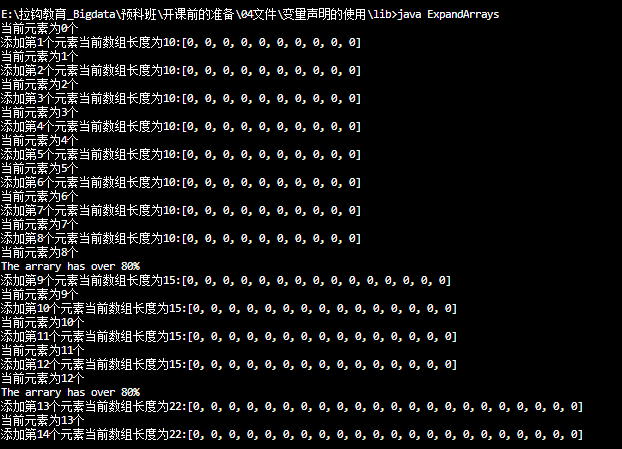 E:\拉钩教育_Bigdata\预科班\开课前的准备\04文件\变量声明的使用\lib>java ExpandArrays
当前元素为0个
添加第1个元素当前数组长度为10:[0, 0, 0, 0, 0, 0, 0, 0, 0, 0]
当前元素为1个
添加第2个元素当前数组长度为10:[0, 0, 0, 0, 0, 0, 0, 0, 0, 0]
当前元素为2个
添加第3个元素当前数组长度为10:[0, 0, 0, 0, 0, 0, 0, 0, 0, 0]
当前元素为3个
添加第4个元素当前数组长度为10:[0, 0, 0, 0, 0, 0, 0, 0, 0, 0]
当前元素为4个
添加第5个元素当前数组长度为10:[0, 0, 0, 0, 0, 0, 0, 0, 0, 0]
当前元素为5个
添加第6个元素当前数组长度为10:[0, 0, 0, 0, 0, 0, 0, 0, 0, 0]
当前元素为6个
添加第7个元素当前数组长度为10:[0, 0, 0, 0, 0, 0, 0, 0, 0, 0]
当前元素为7个
添加第8个元素当前数组长度为10:[0, 0, 0, 0, 0, 0, 0, 0, 0, 0]
当前元素为8个
The arrary has over 80%
添加第9个元素当前数组长度为15:[0, 0, 0, 0, 0, 0, 0, 0, 0, 0, 0, 0, 0, 0, 0]
当前元素为9个
添加第10个元素当前数组长度为15:[0, 0, 0, 0, 0, 0, 0, 0, 0, 0, 0, 0, 0, 0, 0]
当前元素为10个
添加第11个元素当前数组长度为15:[0, 0, 0, 0, 0, 0, 0, 0, 0, 0, 0, 0, 0, 0, 0]
当前元素为11个
添加第12个元素当前数组长度为15:[0, 0, 0, 0, 0, 0, 0, 0, 0, 0, 0, 0, 0, 0, 0]
当前元素为12个
The arrary has over 80%
添加第13个元素当前数组长度为22:[0, 0, 0, 0, 0, 0, 0, 0, 0, 0, 0, 0, 0, 0, 0, 0, 0, 0, 0, 0, 0, 0]
当前元素为13个
添加第14个元素当前数组长度为22:[0, 0, 0, 0, 0, 0, 0, 0, 0, 0, 0, 0, 0, 0, 0, 0, 0, 0, 0, 0, 0, 0]